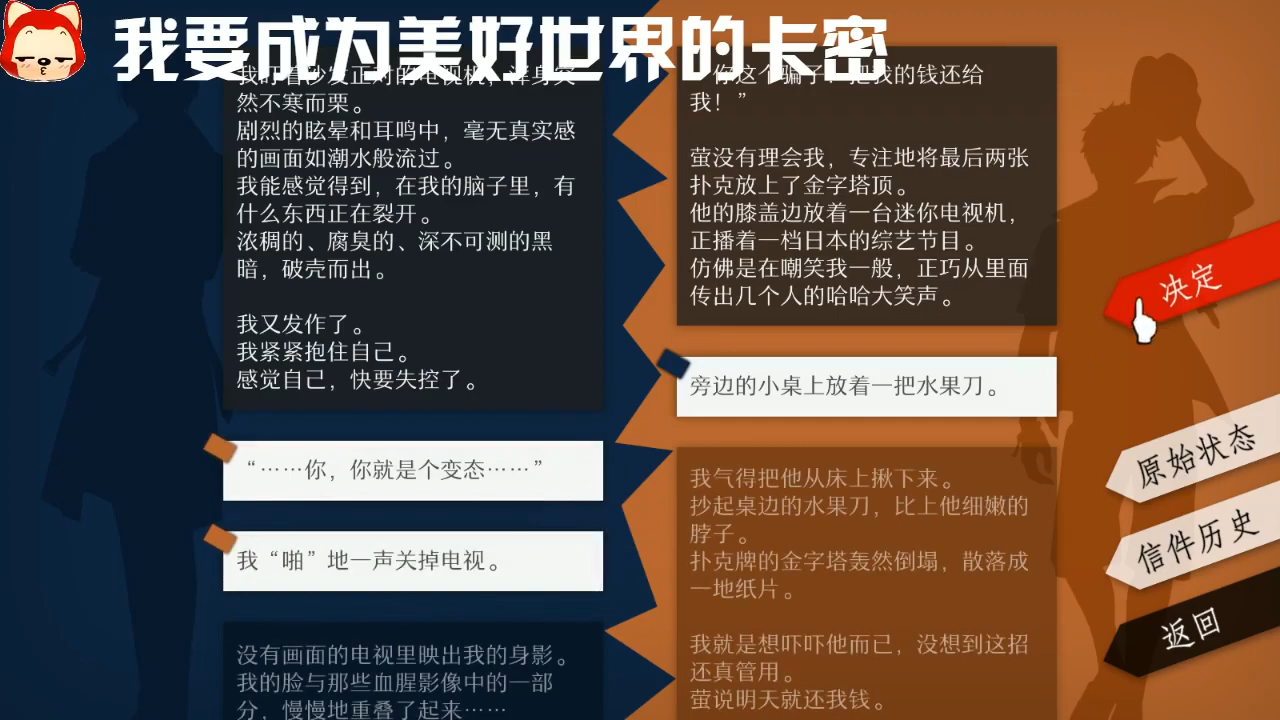 我要成为美好世界的卡密
然不寒而栗。
剧烈的眩晕和耳鸣中，毫无真实感
的画面如潮水般流过。
我能感觉得到，在我的脑子里，有
什么东西正在裂开。
浓稠的、腐臭的、深不可测的黑
暗，破壳而出。
我又发作了。
我紧紧抱住自己。
感觉自己，快要失控了。
“……你，你就是个变态……”
我“啪”地一声关掉电视。
没有画面的电视里映出我的身影。
我的脸与那些血腥影像中的一部
分，慢慢地重叠了起来……
“你这个骗子！把我的钱还给
我！”
萤没有理会我，专注地将最后两张
扑克放上了金字塔顶。
他的膝盖边放着一台迷你电视机，
正播着一档日本的综艺节目。
仿佛是在嘲笑我一般，正巧从里面
传出几个人的哈哈大笑声。
旁边的小桌上放着一把水果刀。
我气得把他从床上揪下来。
抄起桌边的水果刀，比上他细嫩的
脖子。
扑克牌的金字塔轰然倒塌，散落成
一地纸片。
我就是想吓吓他而已，没想到这招
还真管用。
萤说明天就还我钱。
决定
原始状态
信件历史
返回